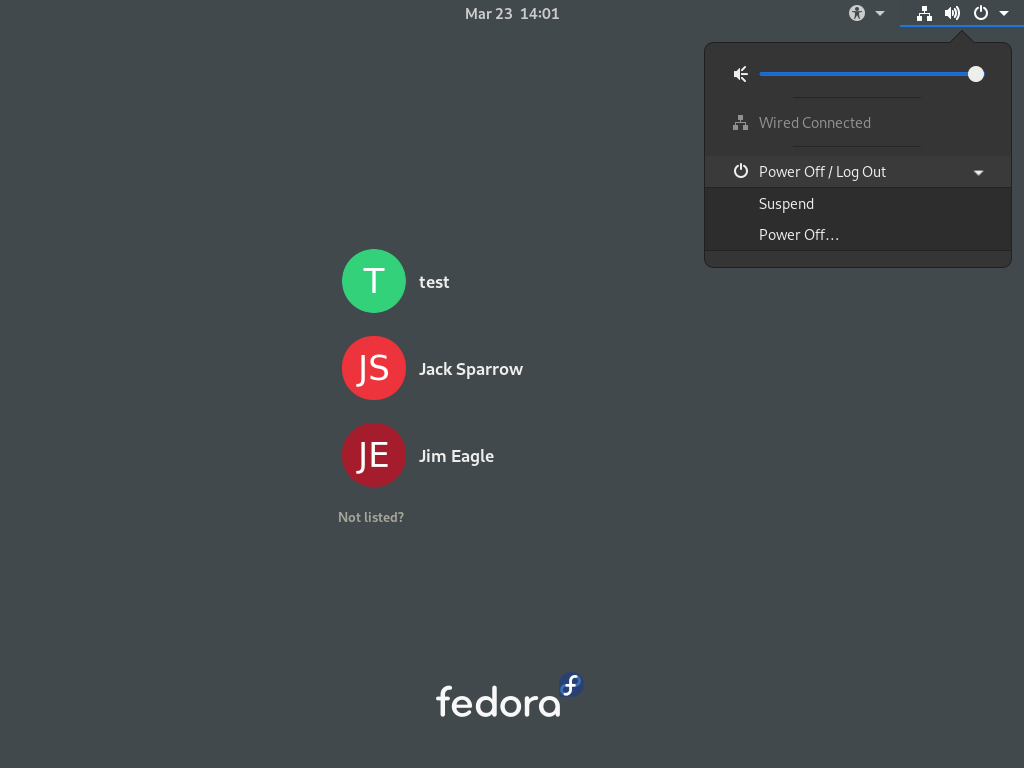 Mar 23 14:01
Wired Connected
Power Off / Log Out
Suspend
Power Off...
T
test
JS
Jack Sparrow
JE
Jim Eagle
Not listed?
fedora